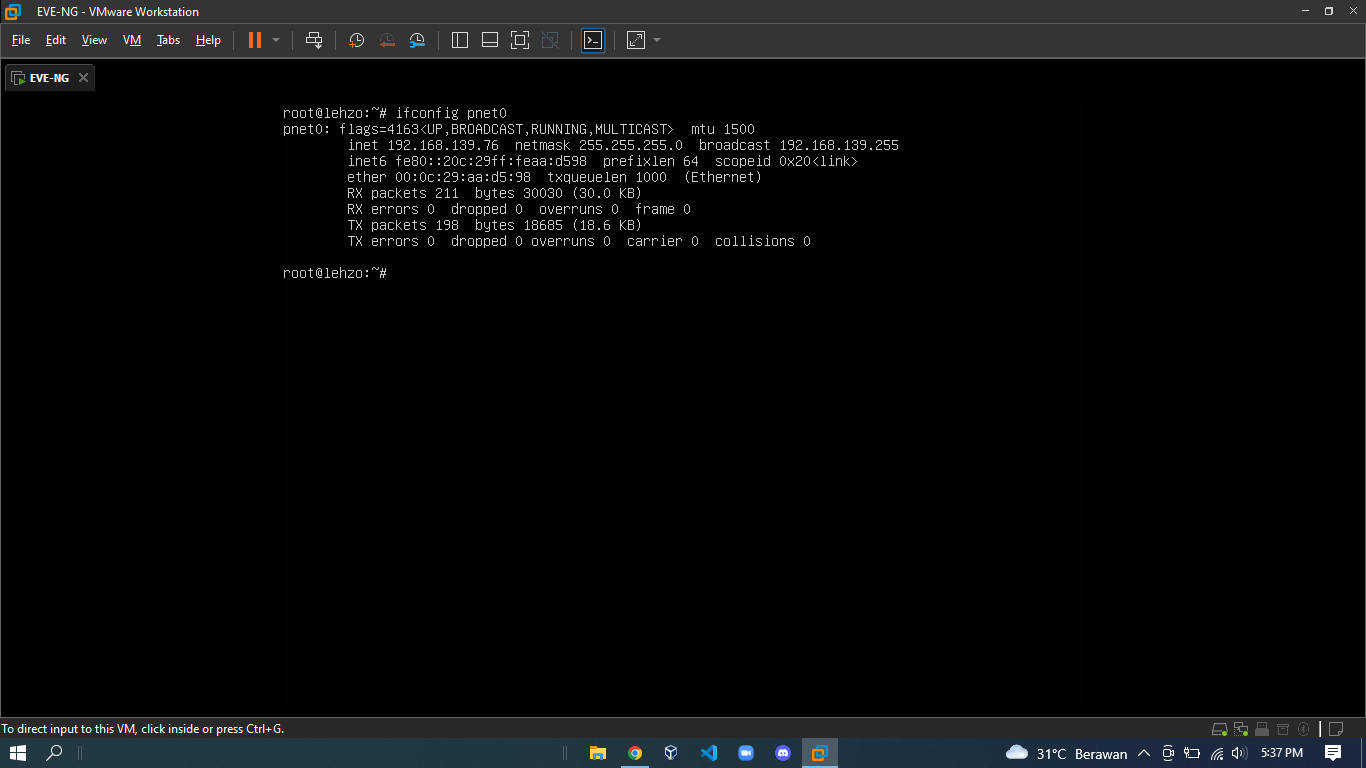 EVE-NG - VMware Workstation
File Edit View VM Tabs Help
EVE-NG
root@lehzo:~# ifconfig pnet0
pnet0: flags=4163<UP,BROADCAST,RUNNING,MULTICAST>  mtu 1500
        inet 192.168.139.76  netmask 255.255.255.0  broadcast 192.168.139.255
        inet6 fe80::20c:29ff:feaa:d598  prefixlen 64  scopeid 0x20<link>
        ether 00:0c:29:aa:d5:98  txqueuelen 1000  (Ethernet)
        RX packets 211  bytes 30030 (30.0 KB)
        RX errors 0  dropped 0  overruns 0  frame 0
        TX packets 198  bytes 18685 (18.6 KB)
        TX errors 0  dropped 0 overruns 0  carrier 0  collisions 0
root@lehzo:~#
To direct input to this VM, click inside or press Ctrl+G.
31°C Berawan 5:37 PM